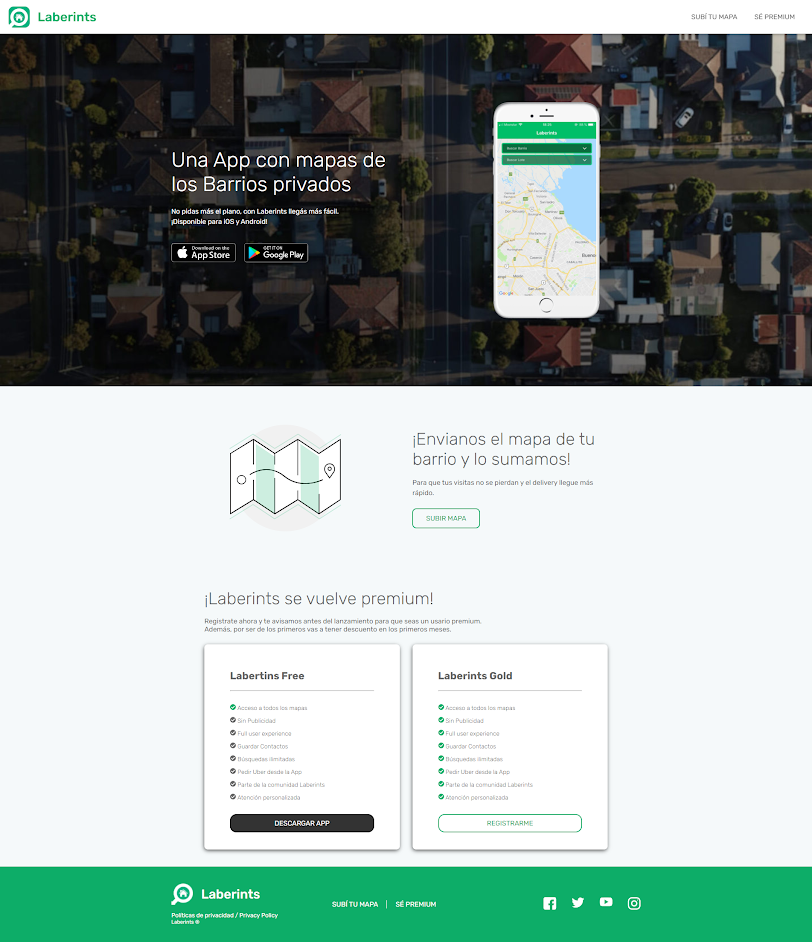 Laberints
SUBÍ TU MAPA
SÉ PREMIUM
Una App con mapas de
los Barrios privados
No pidas más el plano, con Laberints llegás más fácil.
¡Disponible para iOS y Android!
Download on the
App Store
GET IT ON
Google Play
Laberints
Buscar Barrio
Buscar Lote
Buenos
Google
¡Envianos el mapa de tu
barrio y lo sumamos!
Para que tus visitas no se pierdan y el delivery llegue más
rápido.
SUBIR MAPA
¡Laberints se vuelve premium!
Registrate ahora y te avisamos antes del lanzamiento para que seas un usario premium.
Además, por ser de los primeros vas a tener descuento en los primeros meses.
Labertins Free
Acceso a todos los mapas
Sin Publicidad
Full user experience
Guardar Contactos
Búsquedas ilimitadas
Pedir Uber desde la App
Parte de la comunidad Laberints
Atención personalizada
DESCARGAR APP
Laberints Gold
Acceso a todos los mapas
Sin Publicidad
Full user experience
Guardar Contactos
Búsquedas ilimitadas
Pedir Uber desde la App
Parte de la comunidad Laberints
Atención personalizada
REGISTRARME
Laberints
Políticas de privacidad / Privacy Policy
Laberints ®
SUBÍ TU MAPA | SÉ PREMIUM